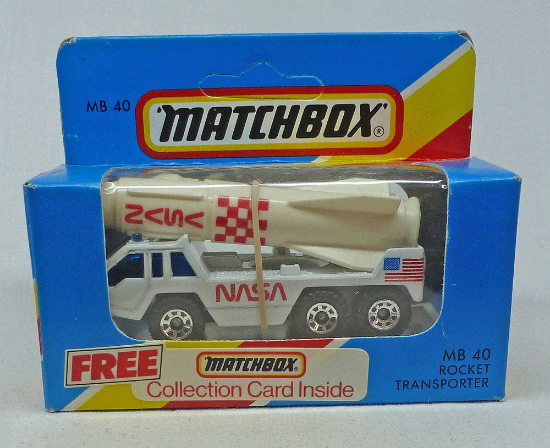 MB 40
'MATCHBOX'®
NASA
NASA
FREE
MATCHBOX
Collection Card Inside
MB 40
ROCKET
TRANSPORTER